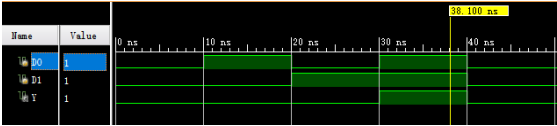 38.100 ns
Name Value
0 ns 10 ns 20 ns 30 ns 40 ns
D0 1
D1 1
Y 1